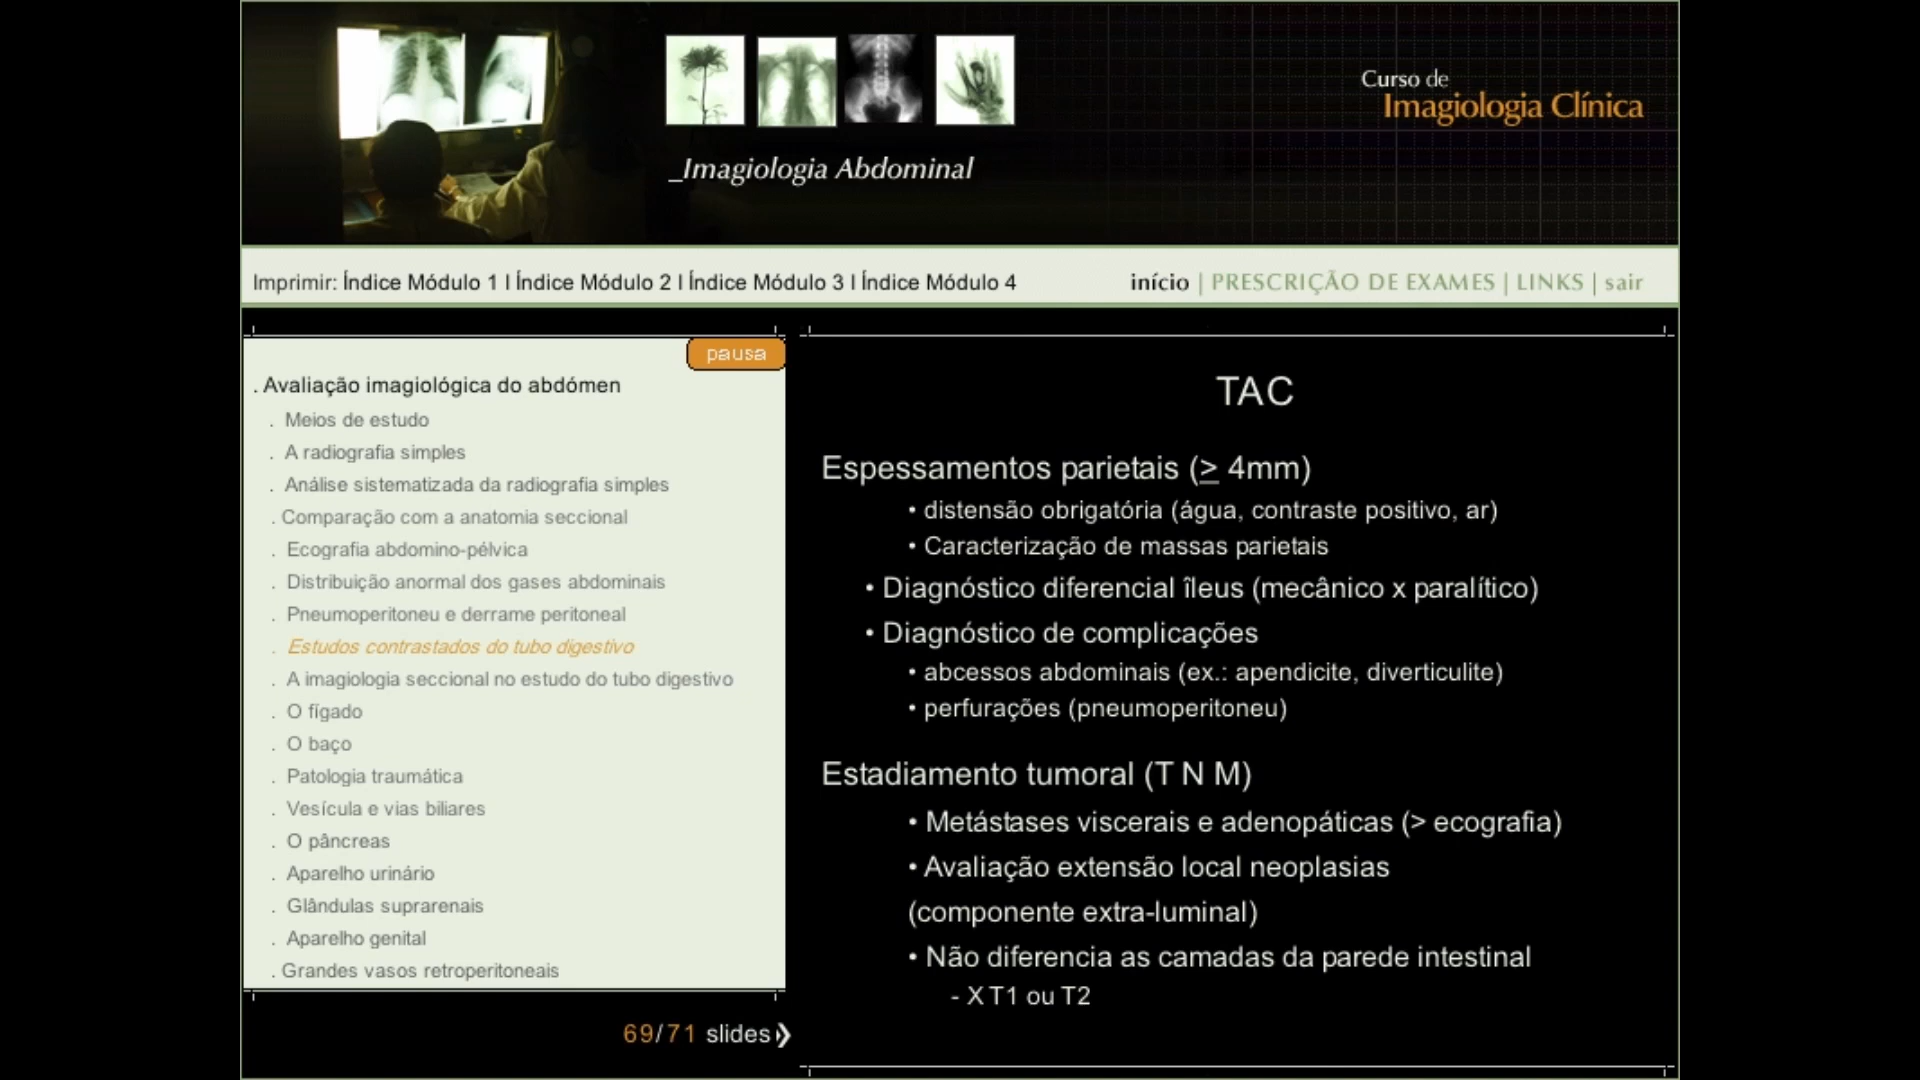 Curso de
Imagiologia Clínica
_Imagiologia Abdominal
Imprimir: Índice Módulo 1 I Índice Módulo 2 I Índice Módulo 3 I Índice Módulo 4
início | PRESCRIÇÃO DE EXAMES | LINKS | sair
pausa
. Avaliação imagiológica do abdómen
. Meios de estudo
. A radiografia simples
. Análise sistematizada da radiografia simples
. Comparação com a anatomia seccional
. Ecografia abdomino-pélvica
. Distribuição anormal dos gases abdominais
. Pneumoperitoneu e derrame peritoneal
. Estudos contrastados do tubo digestivo
. A imagiologia seccional no estudo do tubo digestivo
. O fígado
. O baço
. Patologia traumática
. Vesícula e vias biliares
. O pâncreas
. Aparelho urinário
. Glândulas suprarenais
. Aparelho genital
. Grandes vasos retroperitoneais
69/71 slides
TAC
Espessamentos parietais (≥ 4mm)
• distensão obrigatória (água, contraste positivo, ar)
• Caracterização de massas parietais
• Diagnóstico diferencial îleus (mecânico x paralítico)
• Diagnóstico de complicações
• abcessos abdominais (ex.: apendicite, diverticulite)
• perfurações (pneumoperitoneu)
Estadiamento tumoral (T N M)
• Metástases viscerais e adenopáticas (> ecografia)
• Avaliação extensão local neoplasias
(componente extra-luminal)
• Não diferencia as camadas da parede intestinal
- X T1 ou T2